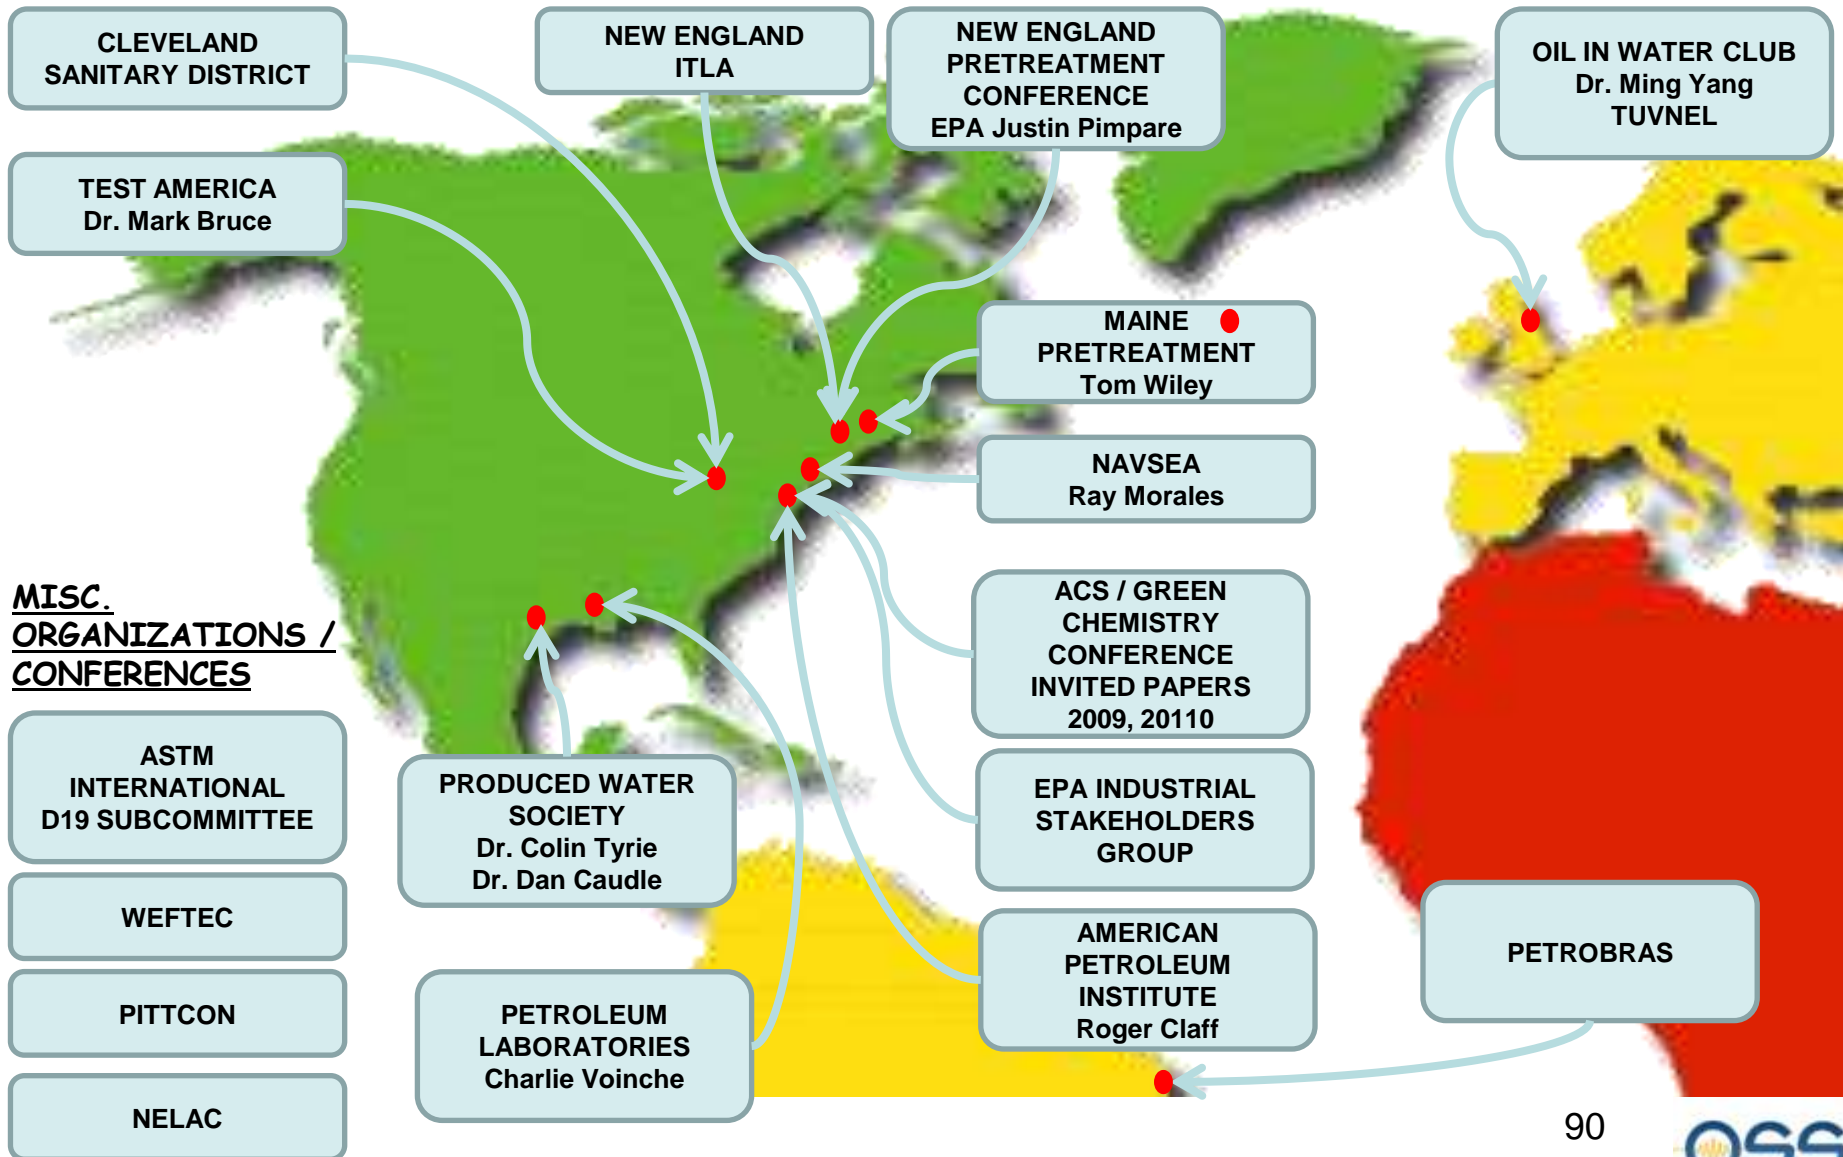 CLEVELAND
SANITARY DISTRICT
NEW ENGLAND
ITLA
NEW ENGLAND
PRETREATMENT
CONFERENCE
EPA Justin Pimpare
OIL IN WATER CLUB
Dr. Ming Yang
TUVNEL
TEST AMERICA
Dr. Mark Bruce
MAINE
PRETREATMENT
Tom Wiley
NAVSEA
Ray Morales
ACS / GREEN
CHEMISTRY
CONFERENCE
INVITED PAPERS
2009, 20110
MISC.
ORGANIZATIONS /
CONFERENCES
ASTM
INTERNATIONAL
D19 SUBCOMMITTEE
WEFTEC
PITTCON
NELAC
PRODUCED WATER
SOCIETY
Dr. Colin Tyrie
Dr. Dan Caudle
EPA INDUSTRIAL
STAKEHOLDERS
GROUP
PETROLEUM
LABORATORIES
Charlie Voinche
AMERICAN
PETROLEUM
INSTITUTE
Roger Claff
PETROBRAS
90